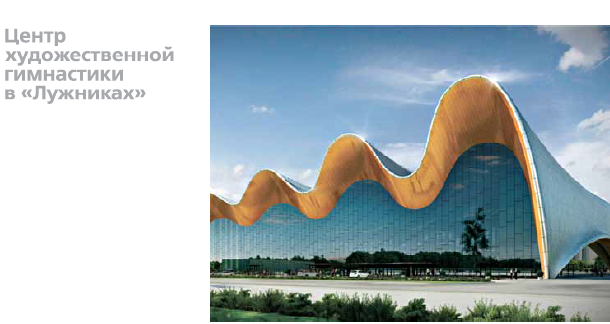 Центр
художественной
гимнастики
в «Лужниках»